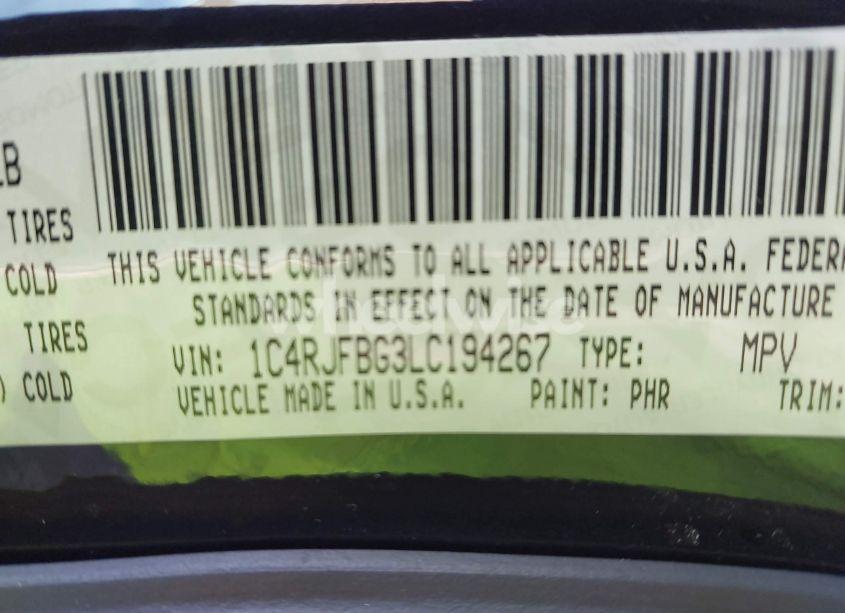 LB
TIRES
COLD
TIRES
) COLD
THIS VEHICLE CONFORMS TO ALL APPLICABLE U.S.A. FEDERA
STANDARDS IN EFFECT ON THE DATE OF MANUFACTURE
VIN: 1C4RJFBG3LC194267 TYPE: MPV
VEHICLE MADE IN U.S.A. PAINT: PHR TRIM: